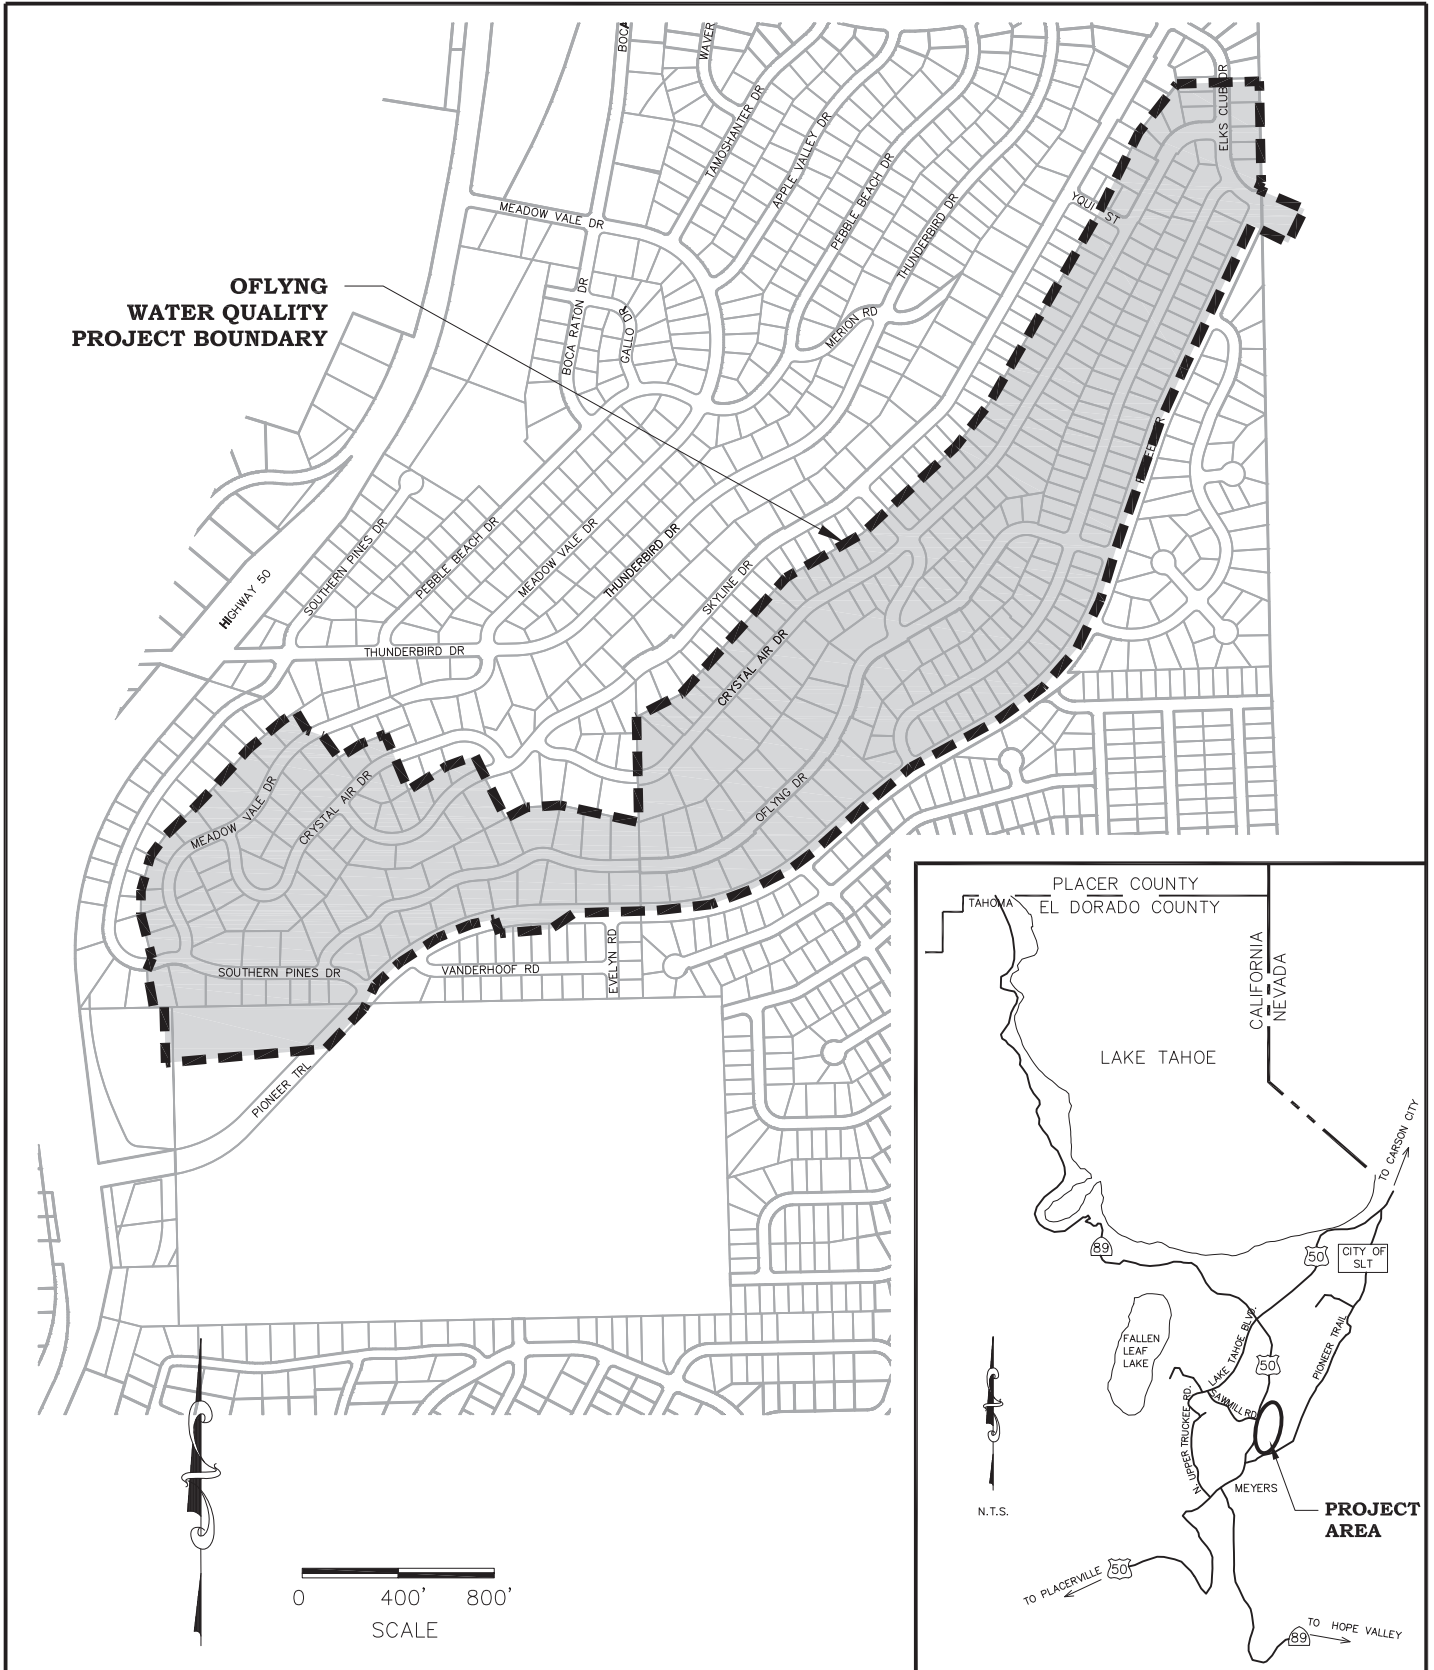 BOCA
WAVER
ELKS CLUB DR
TAMOSHANTER DR
APPLE VALLEY DR
PEBBLE BEACH DR
THUNDERBIRD DR
YQUI ST
MEADOW VALE DR
OFLYNG
WATER QUALITY
PROJECT BOUNDARY
BOCA RATON DR
GALLO DR
MERION RD
SOUTHERN PINES DR
PEBBLE BEACH DR
MEADOW VALE DR
THUNDERBIRD DR
SKYLINE DR
HIGHWAY 50
THUNDERBIRD DR
CRYSTAL AIR DR
MEADOW VALE DR
CRYSTAL AIR DR
OFLYNG DR
SOUTHERN PINES DR
VANDERHOOF RD
EVELYN RD
PIONEER TRL
0 400' 800'
SCALE
PLACER COUNTY
TAHOMA
EL DORADO COUNTY
CALIFORNIA
NEVADA
LAKE TAHOE
TO CARSON CITY
89
50
CITY OF
SLT
FALLEN
LEAF
LAKE
LAKE TAHOE BLVD.
50
PIONEER TRAIL
SAWMILL RD.
N. UPPER TRUCKEE RD.
MEYERS
N.T.S.
PROJECT
AREA
TO PLACERVILLE
50
TO HOPE VALLEY
89